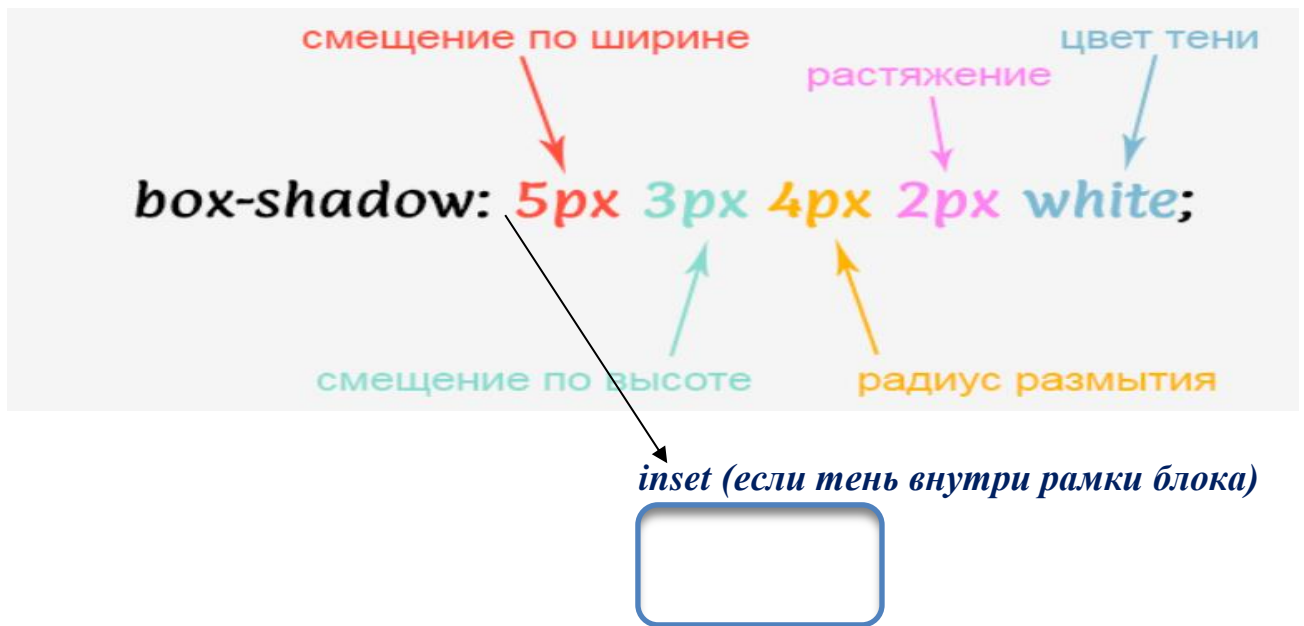 смещение по ширине
цвет тени
растяжение
box-shadow: 5px 3px 4px 2px white;
смещение по высоте
радиус размытия
inset (если тень внутри рамки блока)